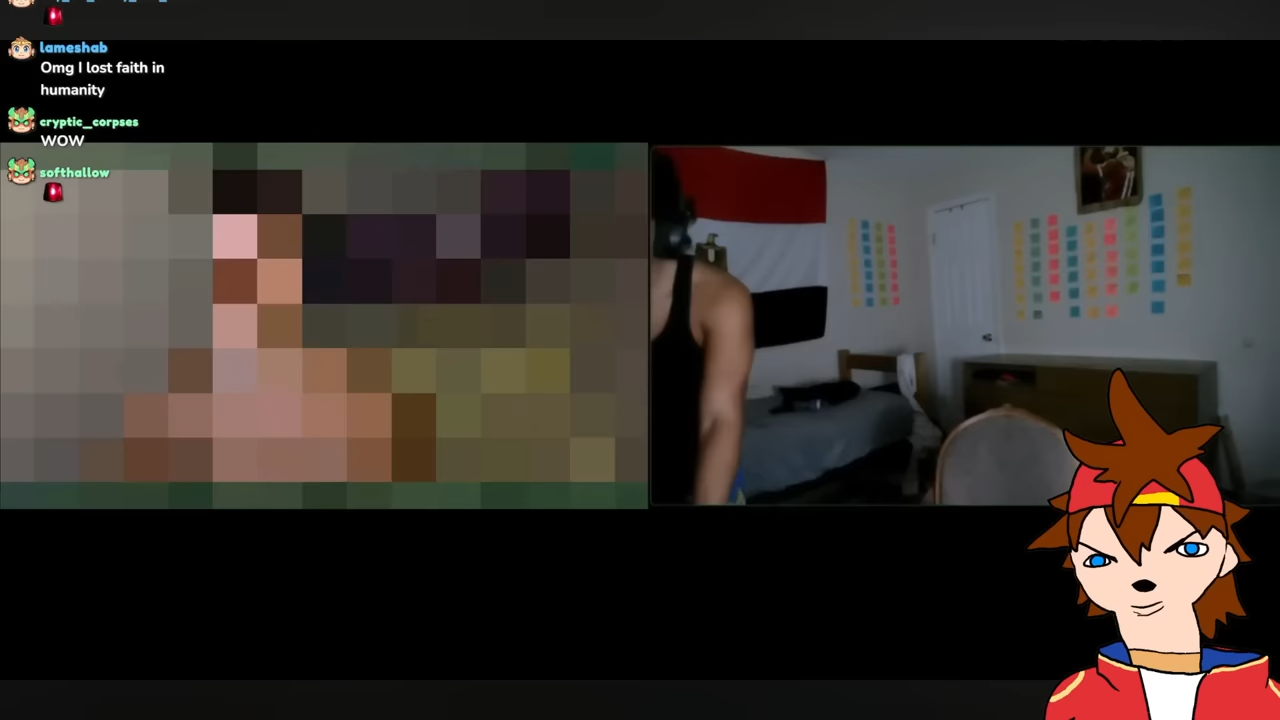 lameshab
Omg I lost faith in
humanity
cryptic_corpses
WOW
softhallow